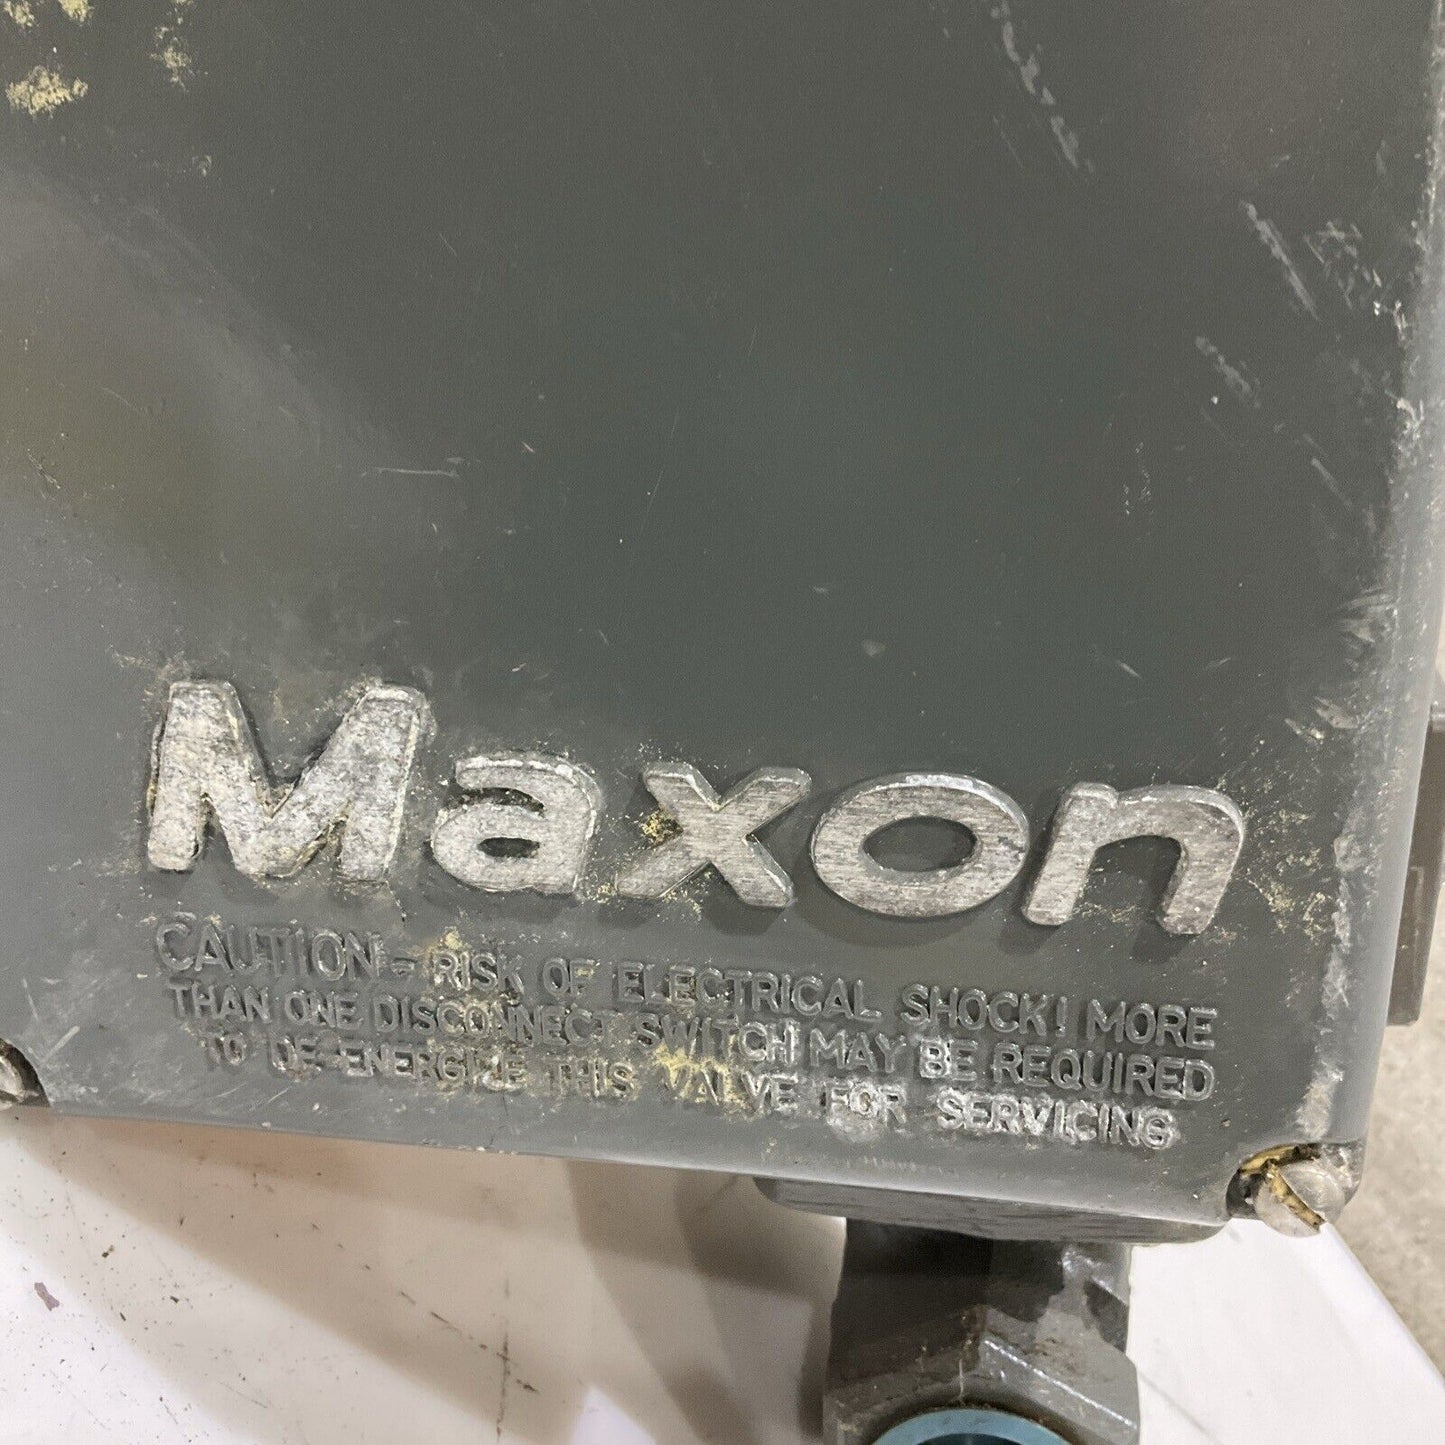 Maxon
CAUTION - RISK OF ELECTRICAL SHOCK! MORE
THAN ONE DISCONNECT SWITCH MAY BE REQUIRED
TO DE-ENERGIZE THIS VALVE FOR SERVICING